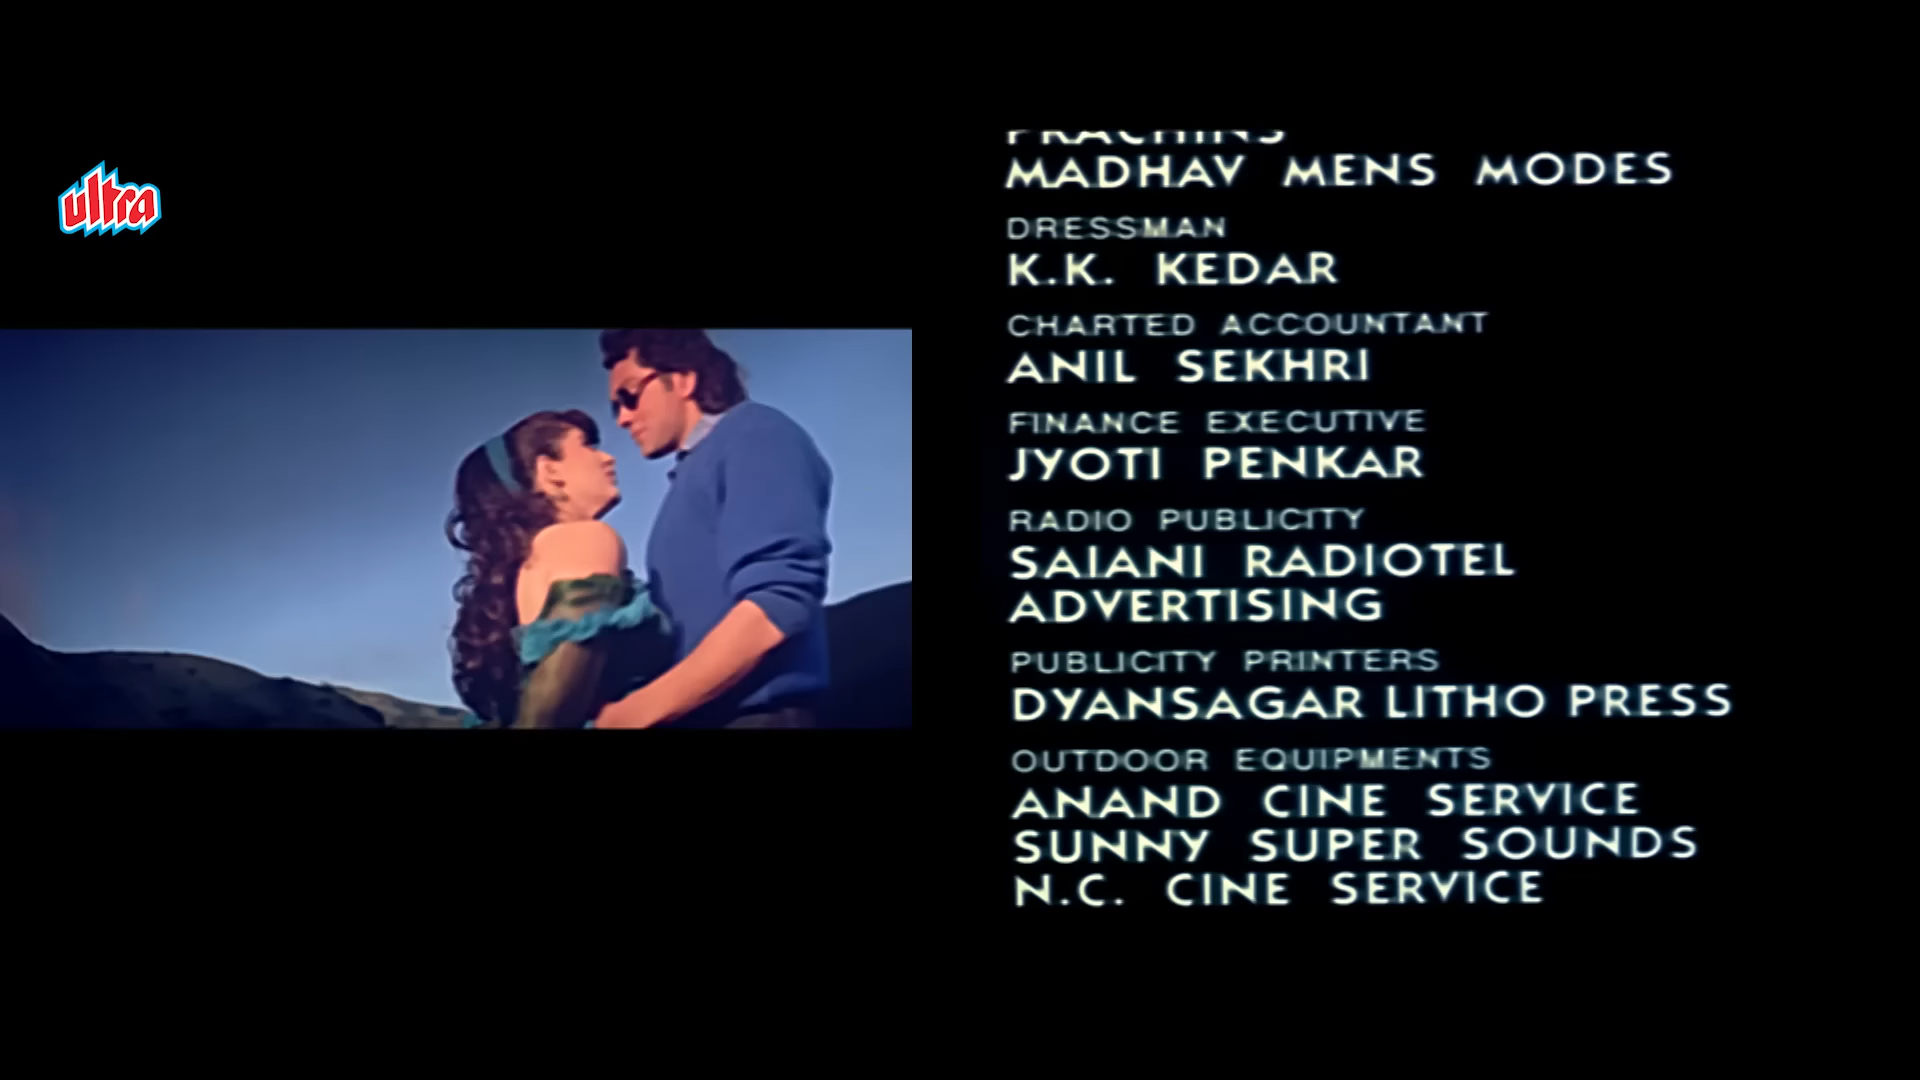 ultra
PRACHINS
MADHAV MENS MODES
DRESSMAN
K.K. KEDAR
CHARTED ACCOUNTANT
ANIL SEKHRI
FINANCE EXECUTIVE
JYOTI PENKAR
RADIO PUBLICITY
SAIANI RADIOTEL
ADVERTISING
PUBLICITY PRINTERS
DYANSAGAR LITHO PRESS
OUTDOOR EQUIPMENTS
ANAND CINE SERVICE
SUNNY SUPER SOUNDS
N.C. CINE SERVICE